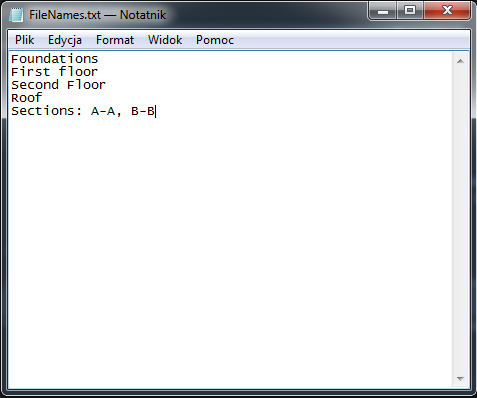 FileNames.txt — Notatnik
Plik Edycja Format Widok Pomoc
Foundations
First floor
Second Floor
Roof
Sections: A-A, B-B